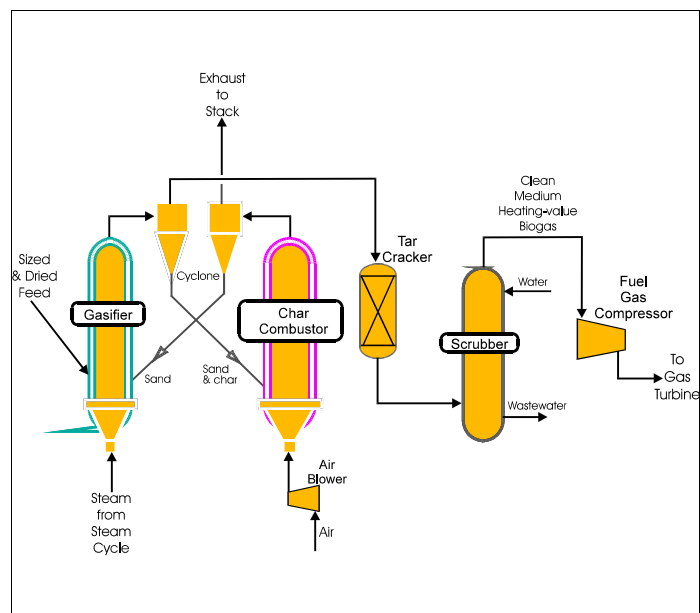 Exhaust
to
Stack
Clean
Medium
Heating-value
Biogas
Sized
& Dried
Feed
Cyclone
Tar
Cracker
Water
Fuel
Gas
Compressor
Gasifier
Char
Combustor
Scrubber
Sand
Sand
& char
To
Gas
Turbine
Wastewater
Steam
from
Steam
Cycle
Air
Blower
Air